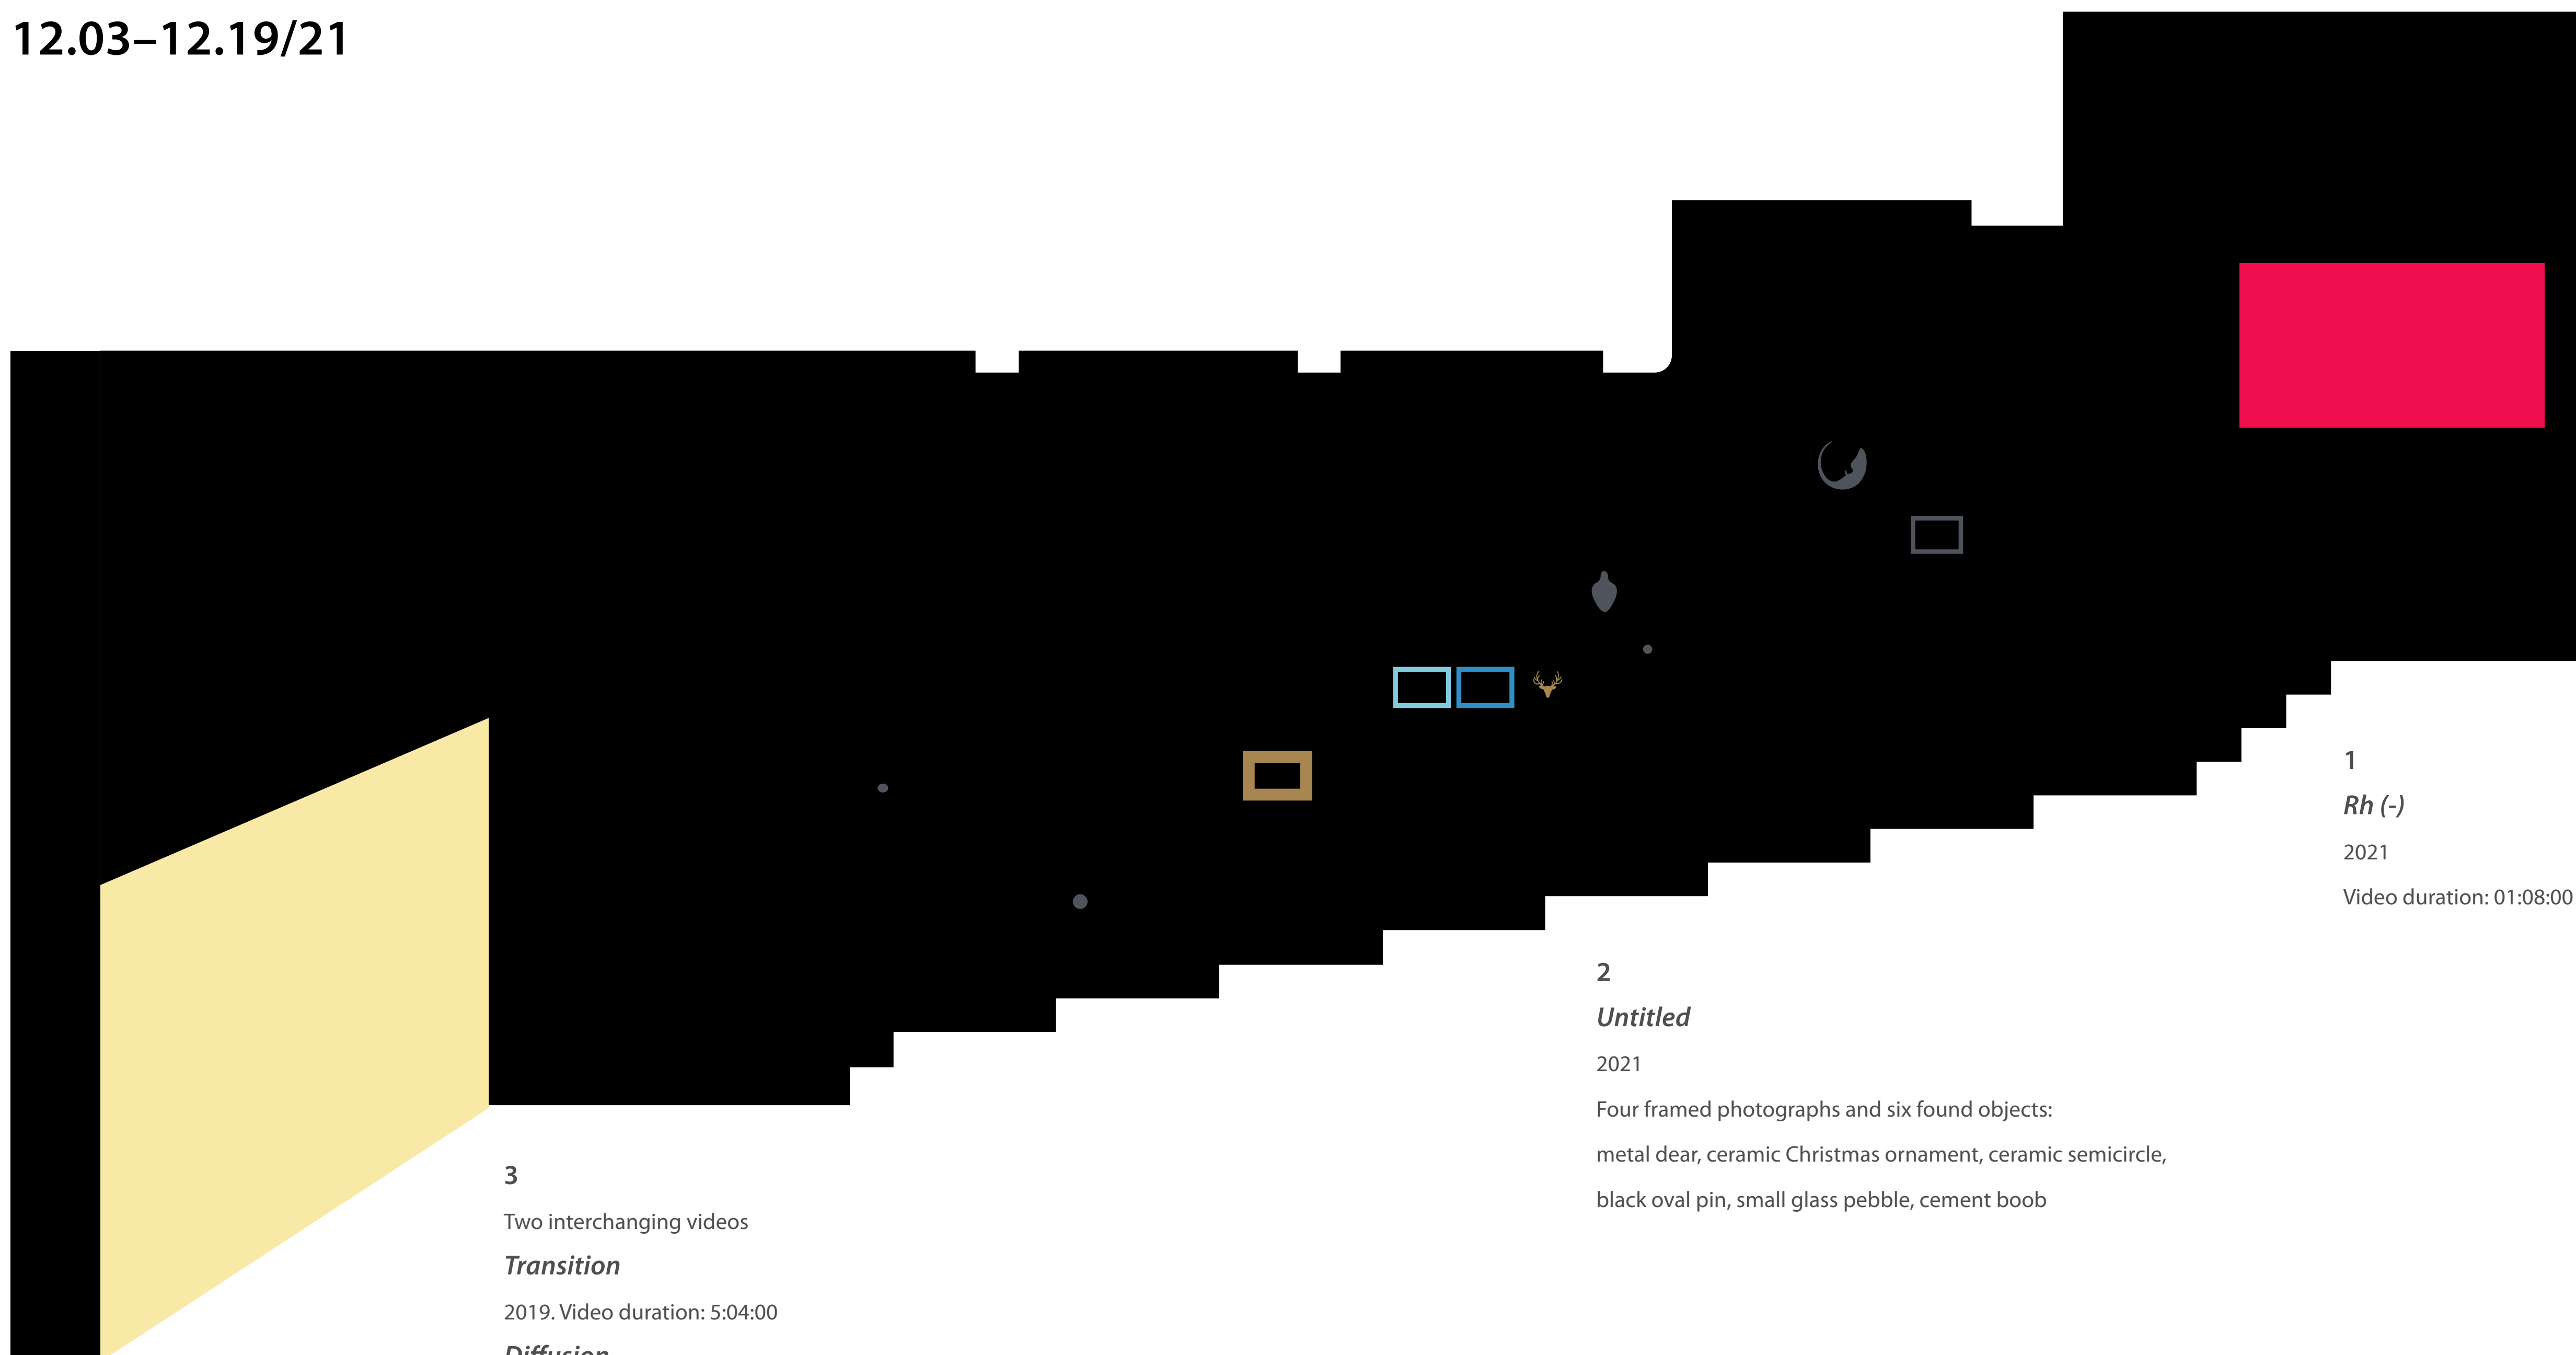 12.03–12.19/21
1
Rh (-)
2021
Video duration: 01:08:00
2
Untitled
2021
Four framed photographs and six found objects:
metal dear, ceramic Christmas ornament, ceramic semicircle,
black oval pin, small glass pebble, cement boob
3
Two interchanging videos
Transition
2019. Video duration: 5:04:00
Diffusion